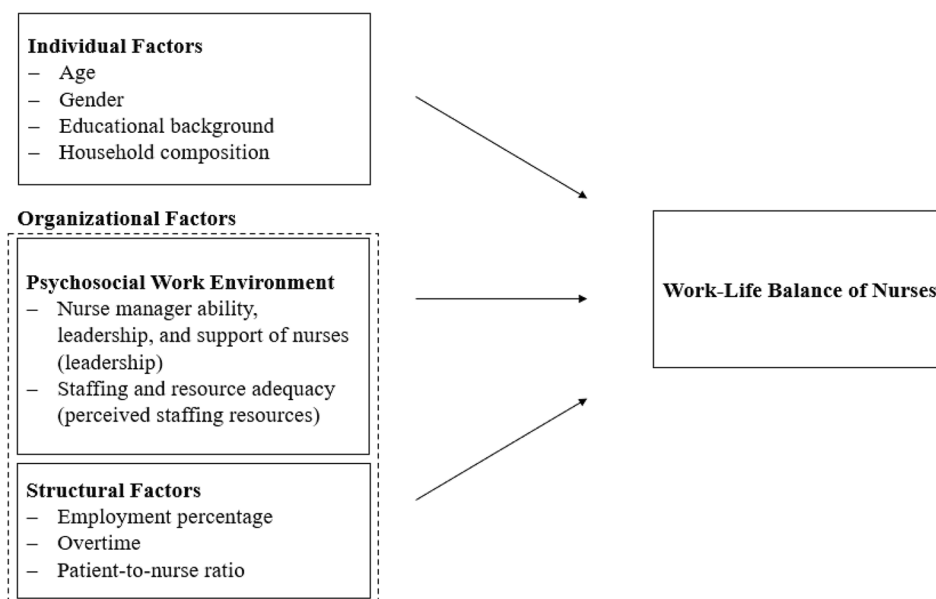 Individual Factors
– Age
– Gender
– Educational background
– Household composition
Organizational Factors
Psychosocial Work Environment
– Nurse manager ability,
leadership, and support of nurses
(leadership)
– Staffing and resource adequacy
(perceived staffing resources)
Structural Factors
– Employment percentage
– Overtime
– Patient-to-nurse ratio
Work-Life Balance of Nurses